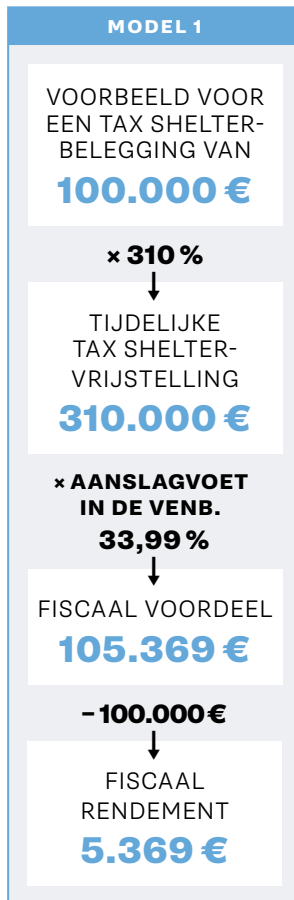 MODEL 1
VOORBEELD VOOR
EEN TAX SHELTER-
BELEGGING VAN
100.000 €
× 310 %
TIJDELIJKE
TAX SHELTER-
VRIJSTELLING
310.000 €
× AANSLAGVOET
IN DE VENB.
33,99 %
FISCAAL VOORDEEL
105.369 €
– 100.000 €
FISCAAL
RENDEMENT
5.369 €